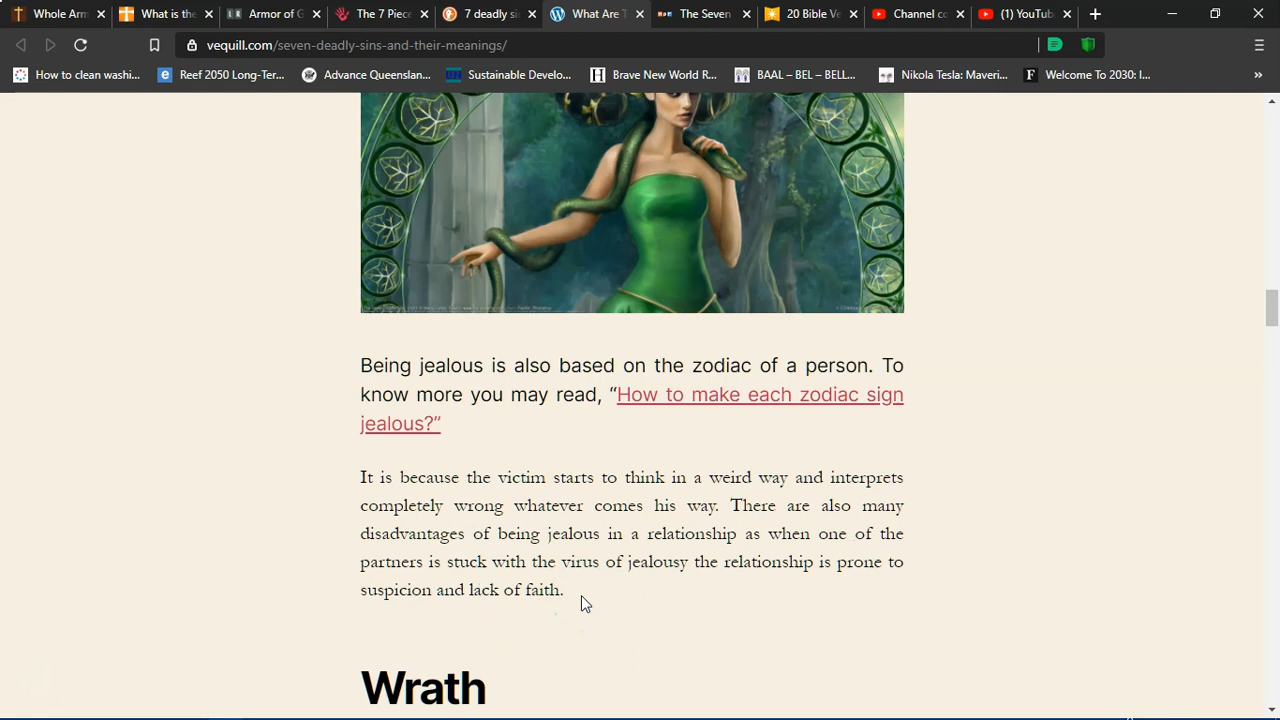 Whole Arm
What is the
Armor of G
The 7 Piece
7 deadly si
What Are T
The Seven
20 Bible Ve
Channel co
(1) YouTub
vequill.com/seven-deadly-sins-and-their-meanings/
How to clean washi...
Reef 2050 Long-Ter...
Advance Queenslan...
Sustainable Develo...
Brave New World R...
BAAL – BEL – BELL...
Nikola Tesla: Maveri...
Welcome To 2030: I...
Being jealous is also based on the zodiac of a person. To
know more you may read, “How to make each zodiac sign
jealous?”
It is because the victim starts to think in a weird way and interprets
completely wrong whatever comes his way. There are also many
disadvantages of being jealous in a relationship as when one of the
partners is stuck with the virus of jealousy the relationship is prone to
suspicion and lack of faith.
Wrath